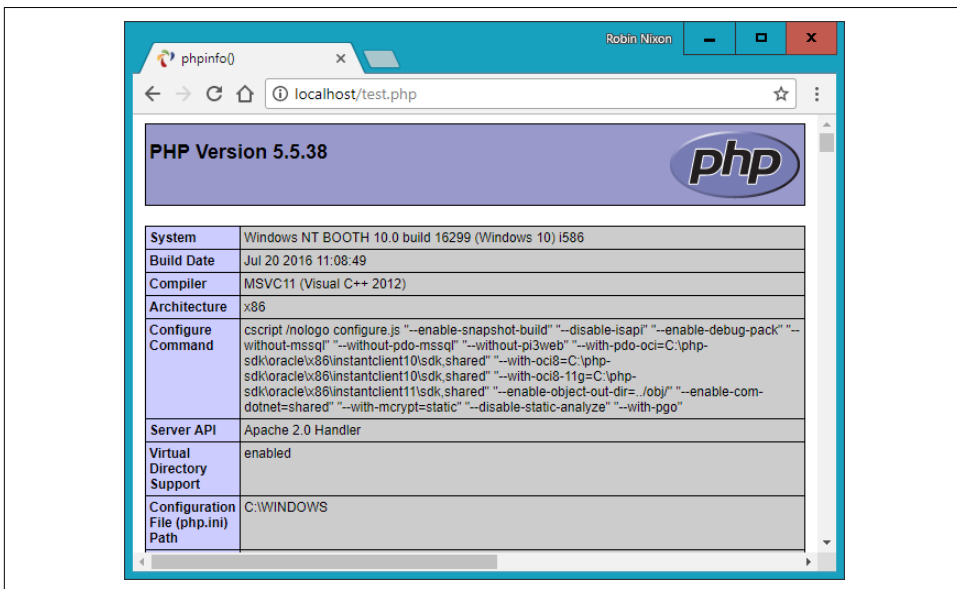 Robin Nixon
phpinfo()
localhost/test.php
PHP Version 5.5.38
php
System
Windows NT BOOTH 10.0 build 16299 (Windows 10) i586
Build Date
Jul 20 2016 11:08:49
Compiler
MSVC11 (Visual C++ 2012)
Architecture
x86
Configure
Command
cscript /nologo configure.js "--enable-snapshot-build" "--disable-isapi" "--enable-debug-pack" "--
without-mssql" "--without-pdo-mssql" "--without-pi3web" "--with-pdo-oci=C:\php-
sdk\oracle\x86\instantclient10\sdk,shared" "--with-oci8=C:\php-
sdk\oracle\x86\instantclient10\sdk,shared" "--with-oci8-11g=C:\php-
sdk\oracle\x86\instantclient11\sdk,shared" "--enable-object-out-dir=../obj/" "--enable-com-
dotnet=shared" "--with-mcrypt=static" "--disable-static-analyze" "--with-pgo"
Server API
Apache 2.0 Handler
Virtual
Directory
Support
enabled
Configuration
File (php.ini)
Path
C:\WINDOWS